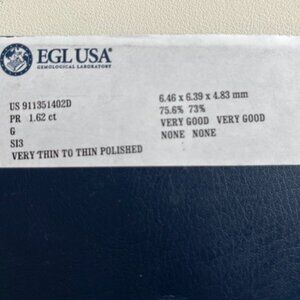 EGL USA®
GEMOLOGICAL LABORATORY
US 911351402D
PR 1.62 ct
G
SI3
VERY THIN TO THIN POLISHED
6.46 x 6.39 x 4.83 mm
75.6% 73%
VERY GOOD VERY GOOD
NONE NONE